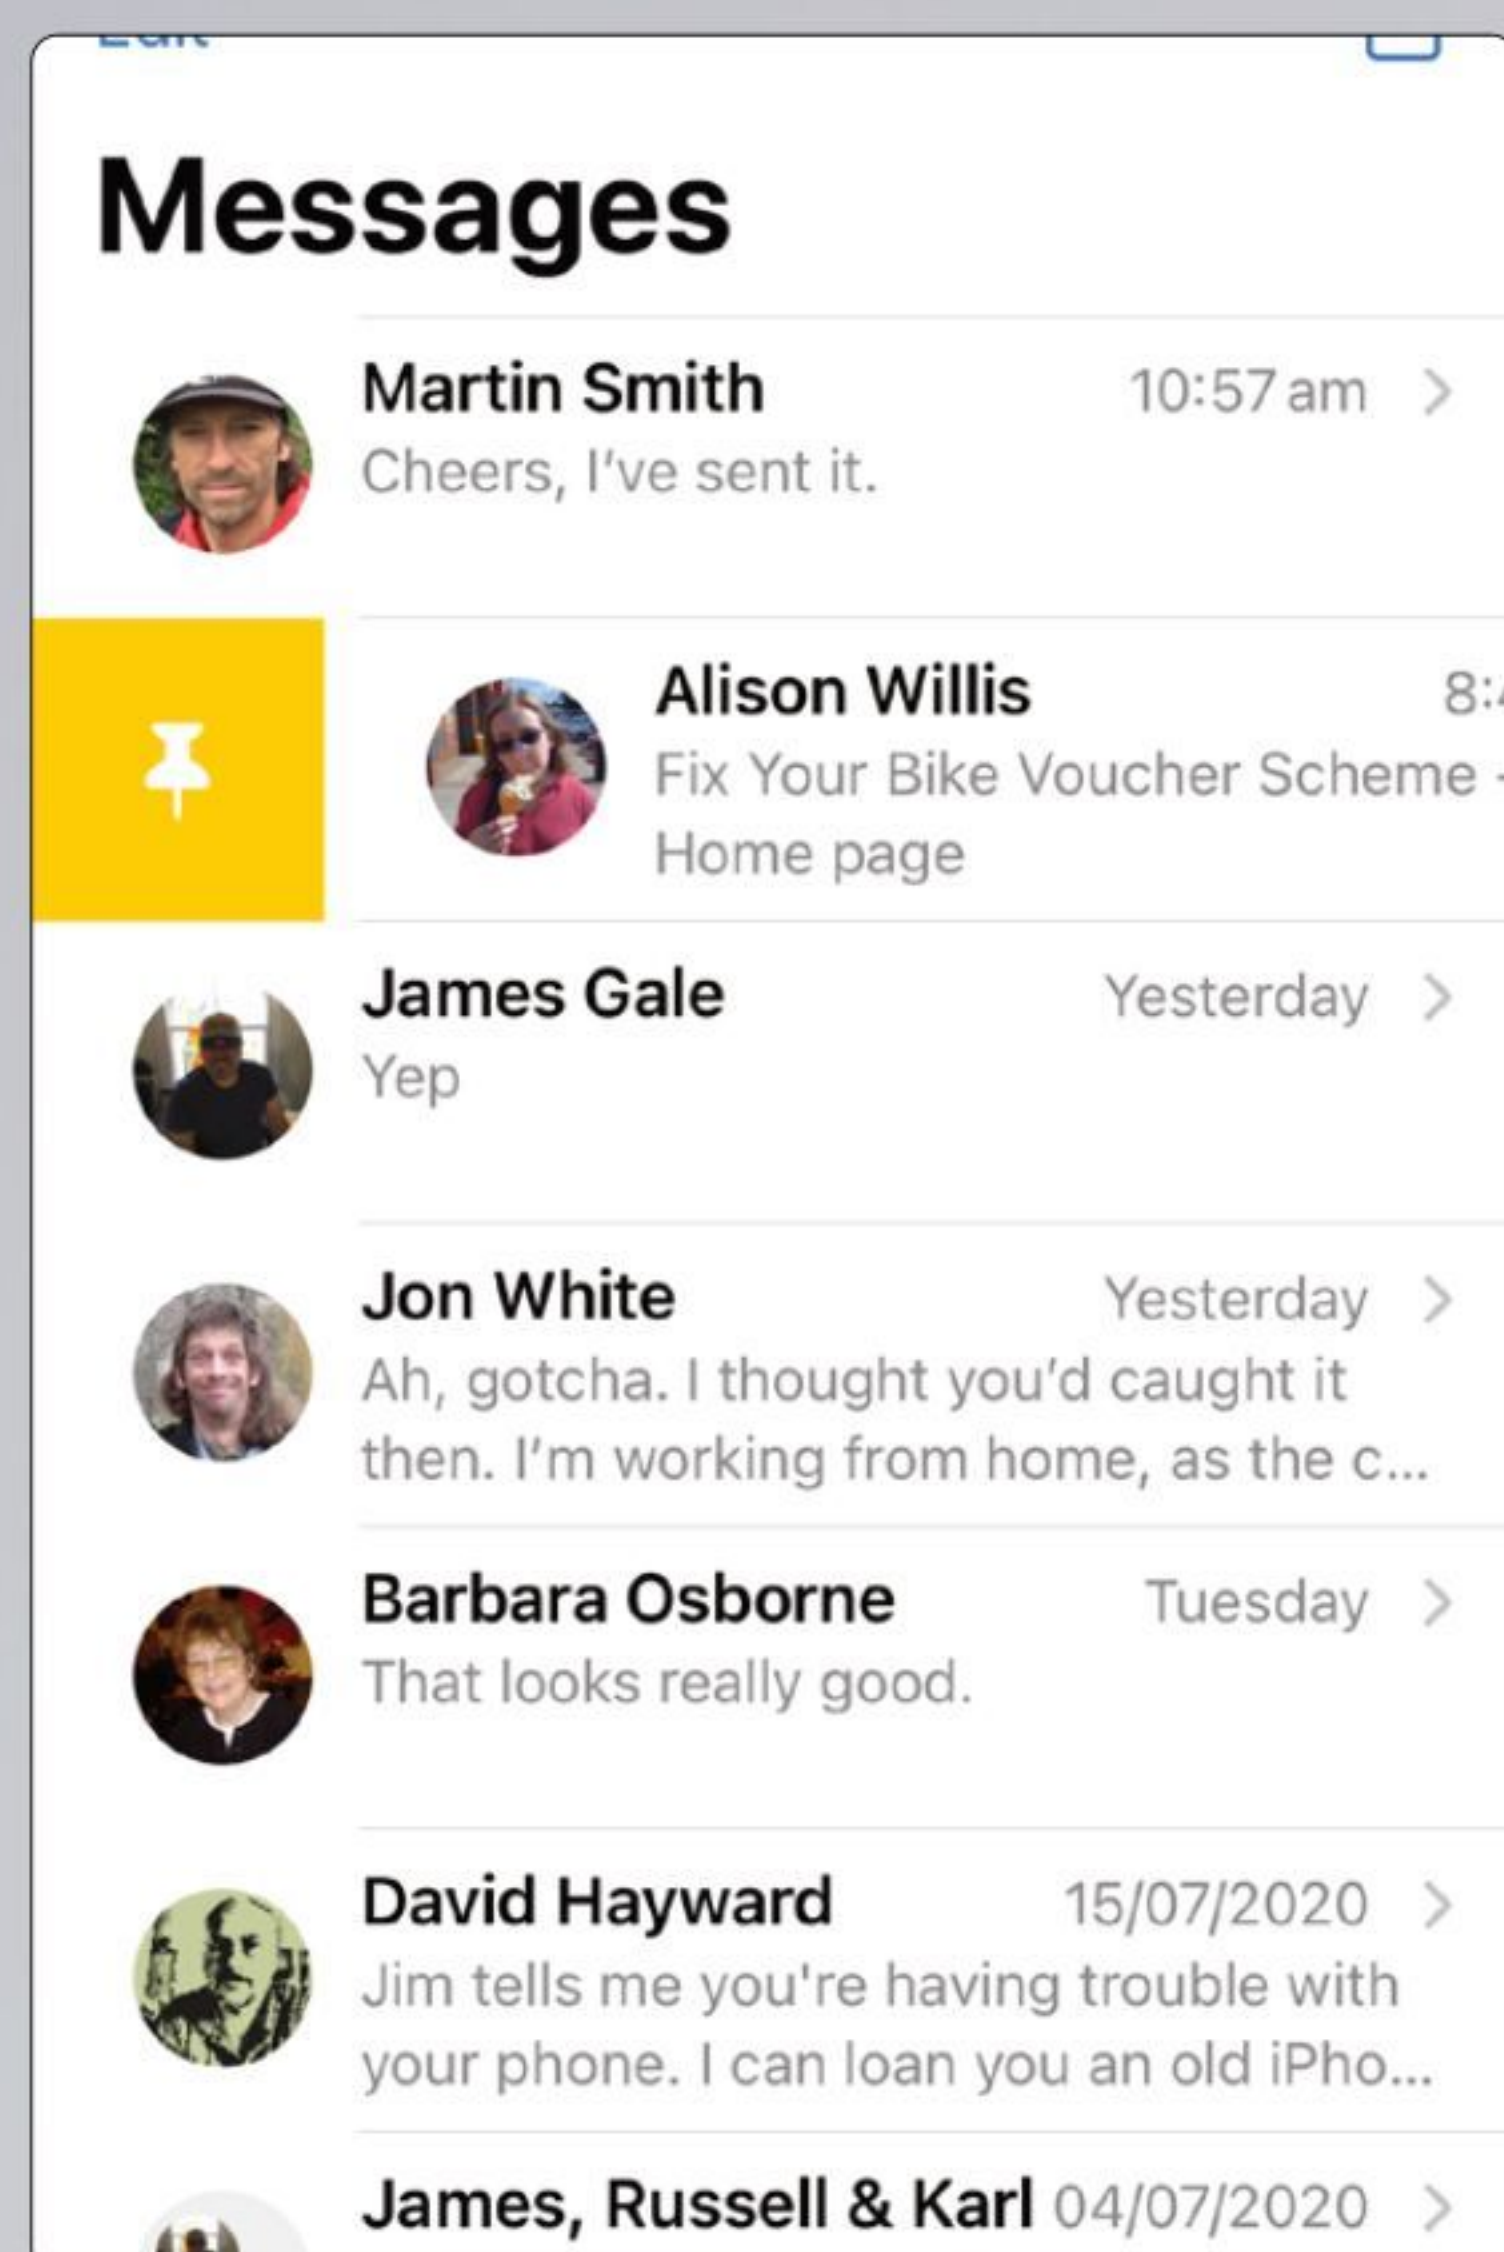 Edit
Messages
Martin Smith 10:57 am
Cheers, I've sent it.
Alison Willis
Fix Your Bike Voucher Scheme -
Home page
James Gale Yesterday
Yep
Jon White Yesterday
Ah, gotcha. I thought you'd caught it
then. I'm working from home, as the c...
Barbara Osborne Tuesday
That looks really good.
David Hayward 15/07/2020
Jim tells me you're having trouble with
your phone. I can loan you an old iPho...
James, Russell & Karl 04/07/2020